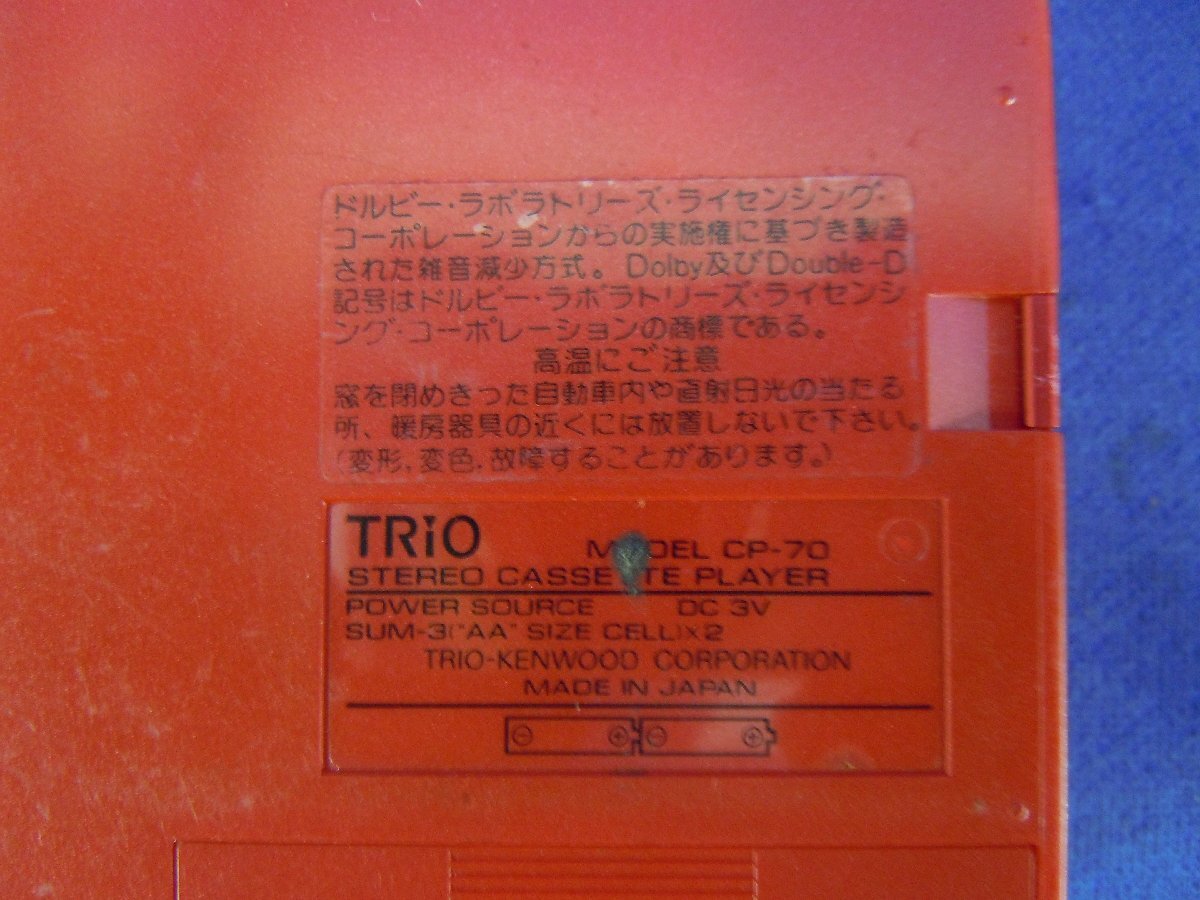 ドルビー・ラボラトリーズ・ライセンシング・
コーポレーションからの実施権に基づき製造
された雑音減少方式。Dolby及びDouble-D
記号はドルビー・ラボラトリーズ・ライセンシ
ング・コーポレーションの商標である。
高温にご注意
窓を閉めきった自動車内や直射日光の当たる
所、暖房器具の近くには放置しないで下さい。
(変形,変色,故障することがあります。)
TRiO MODEL CP-70
STEREO CASSETTE PLAYER
POWER SOURCE DC 3V
SUM-3("AA" SIZE CELL)×2
TRIO-KENWOOD CORPORATION
MADE IN JAPAN
⊖ ⊕ ⊖ ⊕